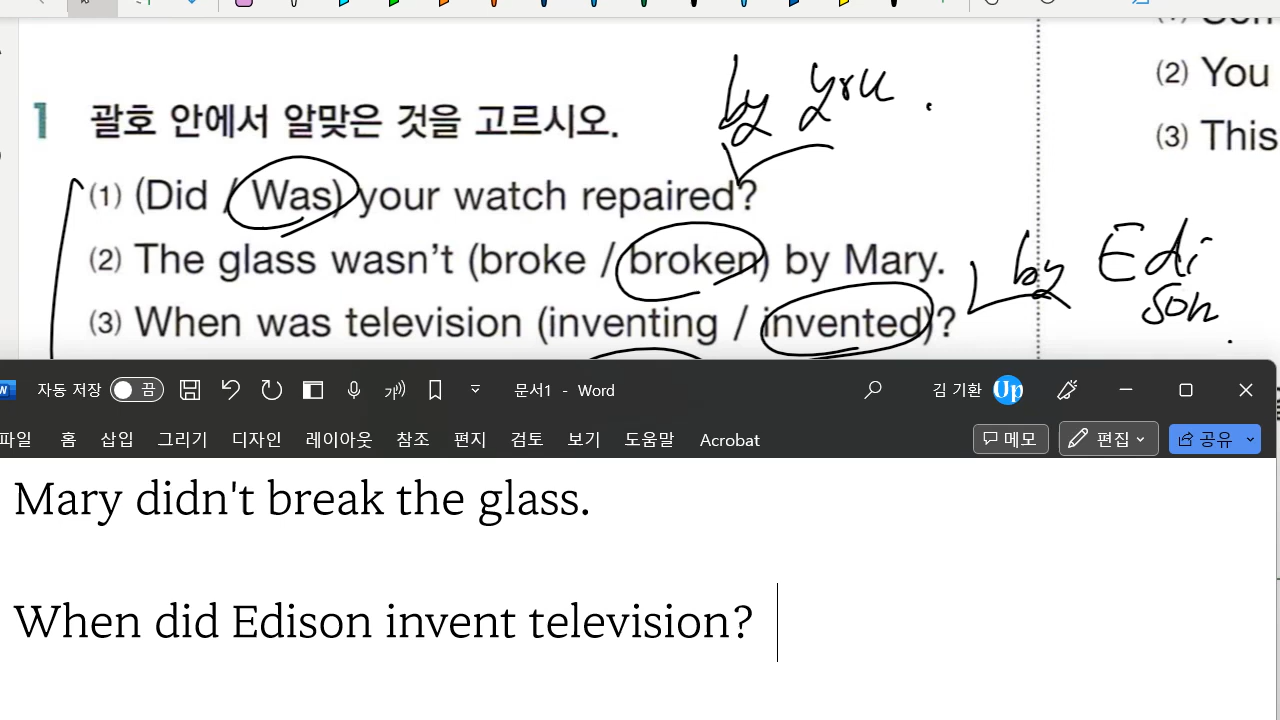 by you.
(2) You
(3) This
1 괄호 안에서 알맞은 것을 고르시오.
(1) (Did / Was) your watch repaired?
(2) The glass wasn't (broke / broken) by Mary.
by Edi
son.
(3) When was television (inventing / invented)?
자동 저장 끔 가)) 문서1 - Word 김 기환 Up
파일 홈 삽입 그리기 디자인 레이아웃 참조 편지 검토 보기 도움말 Acrobat 메모 편집 공유
Mary didn't break the glass.
When did Edison invent television?